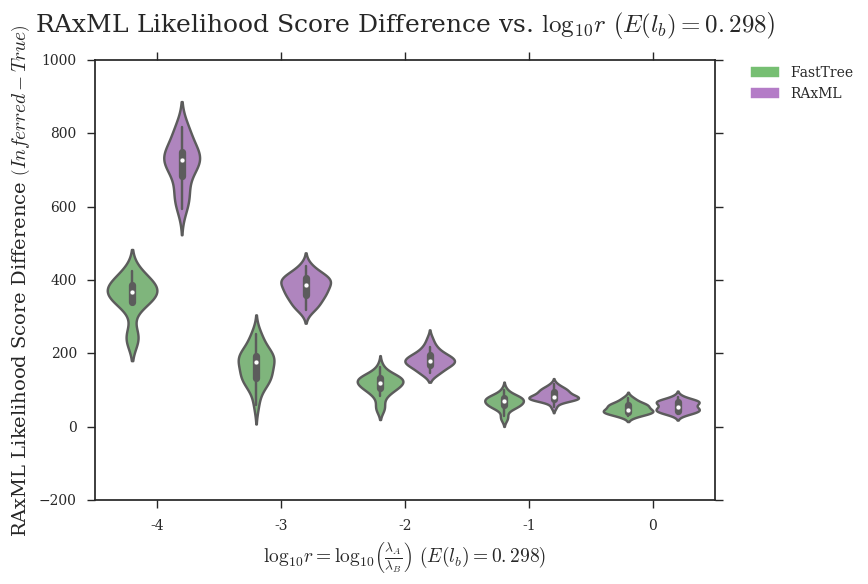 RAxML Likelihood Score Difference vs. log₁₀r (E(l_b) = 0.298)
RAxML Likelihood Score Difference (Inferred − True)
1000
800
600
400
200
0
−200
-4
-3
-2
-1
0
log₁₀r = log₁₀(λ_A/λ_B) (E(l_b) = 0.298)
FastTree
RAxML